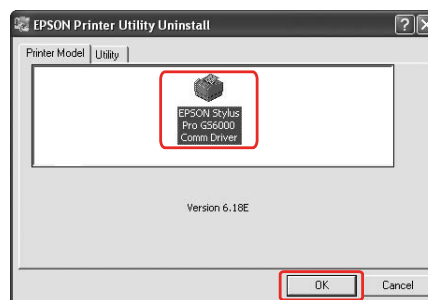 EPSON Printer Utility Uninstall
Printer Model
Utility
EPSON Stylus
Pro GS6000
Comm Driver
Version 6.18E
OK
Cancel